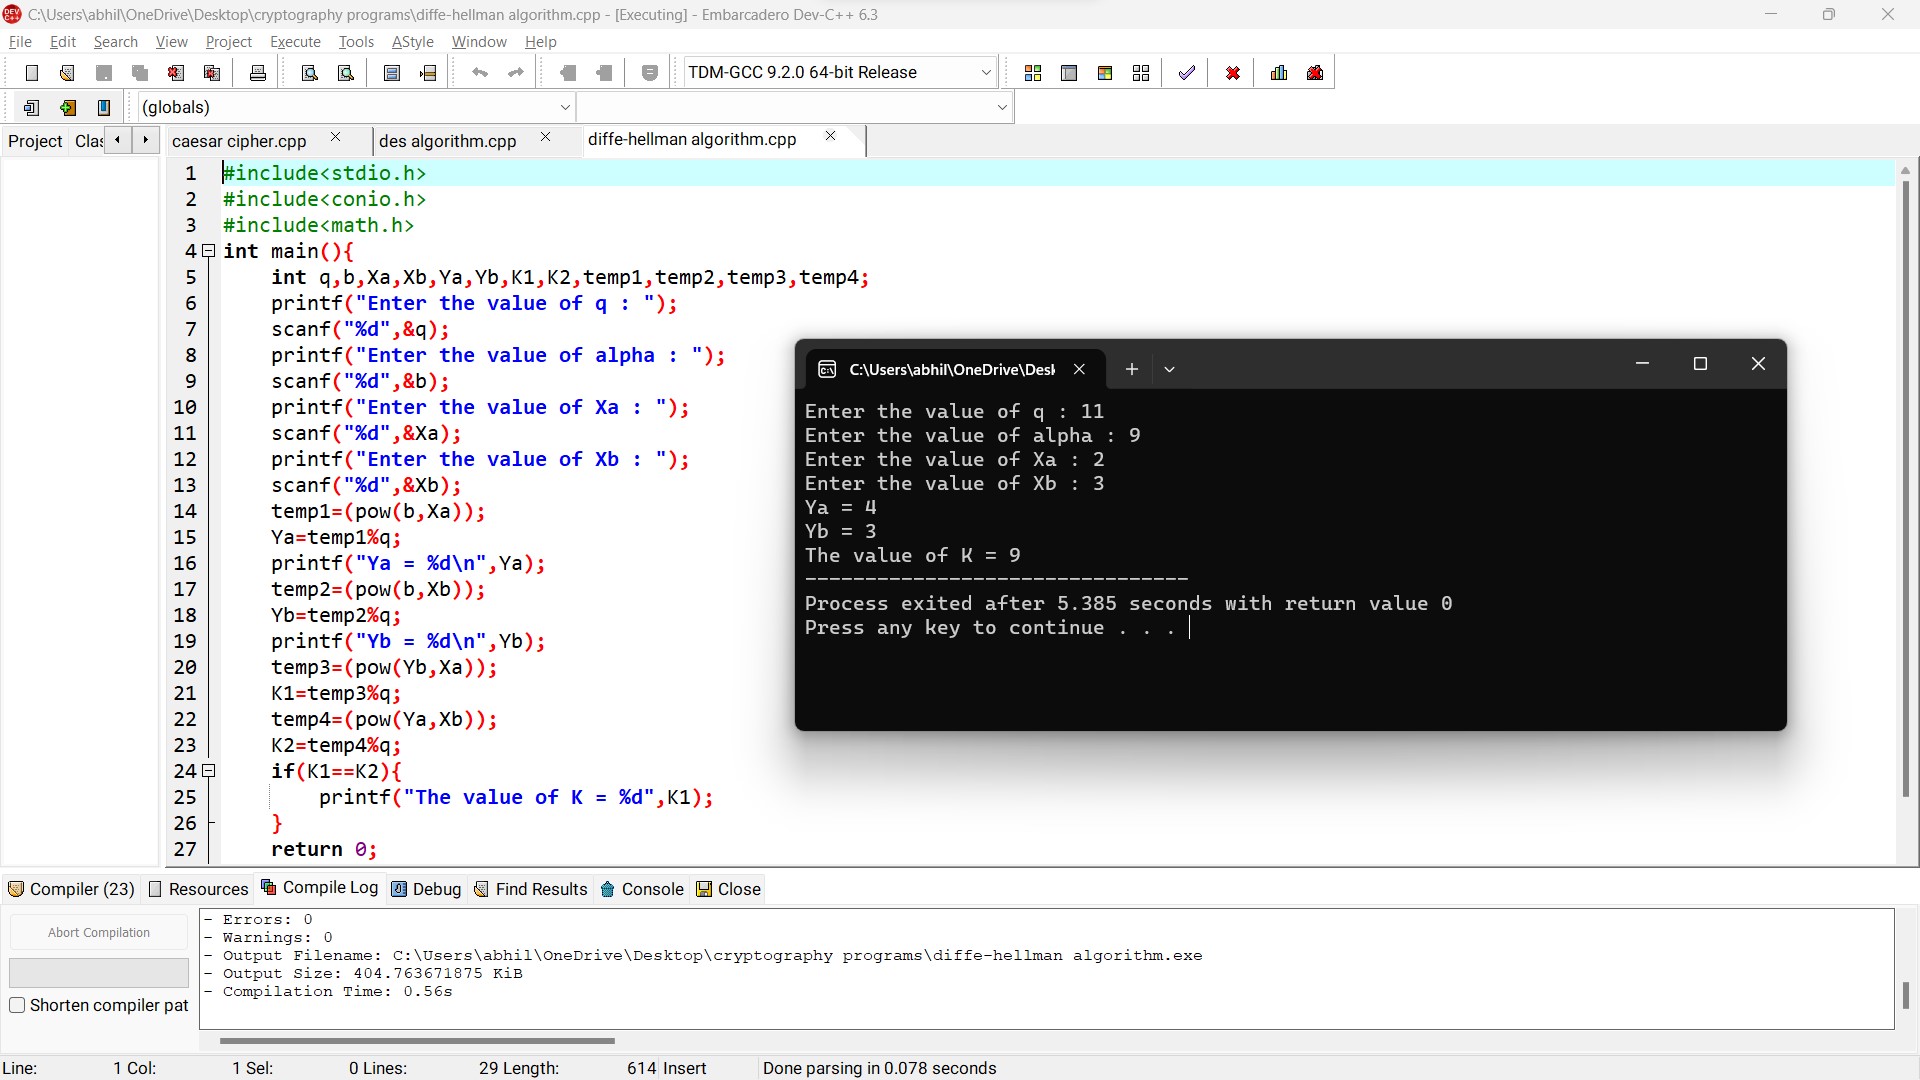 C:\Users\abhil\OneDrive\Desktop\cryptography programs\diffe-hellman algorithm.cpp - [Executing] - Embarcadero Dev-C++ 6.3
File Edit Search View Project Execute Tools AStyle Window Help
TDM-GCC 9.2.0 64-bit Release
(globals)
Project Clas caesar cipher.cpp des algorithm.cpp diffe-hellman algorithm.cpp
1 #include<stdio.h>
2 #include<conio.h>
3 #include<math.h>
4 int main(){
5 int q,b,Xa,Xb,Ya,Yb,K1,K2,temp1,temp2,temp3,temp4;
6 printf("Enter the value of q : ");
7 scanf("%d",&q);
8 printf("Enter the value of alpha : ");
9 scanf("%d",&b);
10 printf("Enter the value of Xa : ");
11 scanf("%d",&Xa);
12 printf("Enter the value of Xb : ");
13 scanf("%d",&Xb);
14 temp1=(pow(b,Xa));
15 Ya=temp1%q;
16 printf("Ya = %d\n",Ya);
17 temp2=(pow(b,Xb));
18 Yb=temp2%q;
19 printf("Yb = %d\n",Yb);
20 temp3=(pow(Yb,Xa));
21 K1=temp3%q;
22 temp4=(pow(Ya,Xb));
23 K2=temp4%q;
24 if(K1==K2){
25 printf("The value of K = %d",K1);
26 }
27 return 0;
C:\Users\abhil\OneDrive\Desk
Enter the value of q : 11
Enter the value of alpha : 9
Enter the value of Xa : 2
Enter the value of Xb : 3
Ya = 4
Yb = 3
The value of K = 9
--------------------------------
Process exited after 5.385 seconds with return value 0
Press any key to continue . . .
Compiler (23) Resources Compile Log Debug Find Results Console Close
Abort Compilation
Shorten compiler pat
- Errors: 0
- Warnings: 0
- Output Filename: C:\Users\abhil\OneDrive\Desktop\cryptography programs\diffe-hellman algorithm.exe
- Output Size: 404.763671875 KiB
- Compilation Time: 0.56s
Line: 1 Col: 1 Sel: 0 Lines: 29 Length: 614 Insert Done parsing in 0.078 seconds